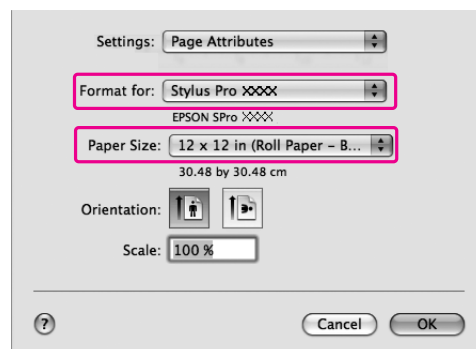 Settings: Page Attributes
Format for: Stylus Pro XXXX
EPSON SPro XXXX
Paper Size: 12 x 12 in (Roll Paper – B...
30.48 by 30.48 cm
Orientation:
Scale: 100 %
? Cancel OK